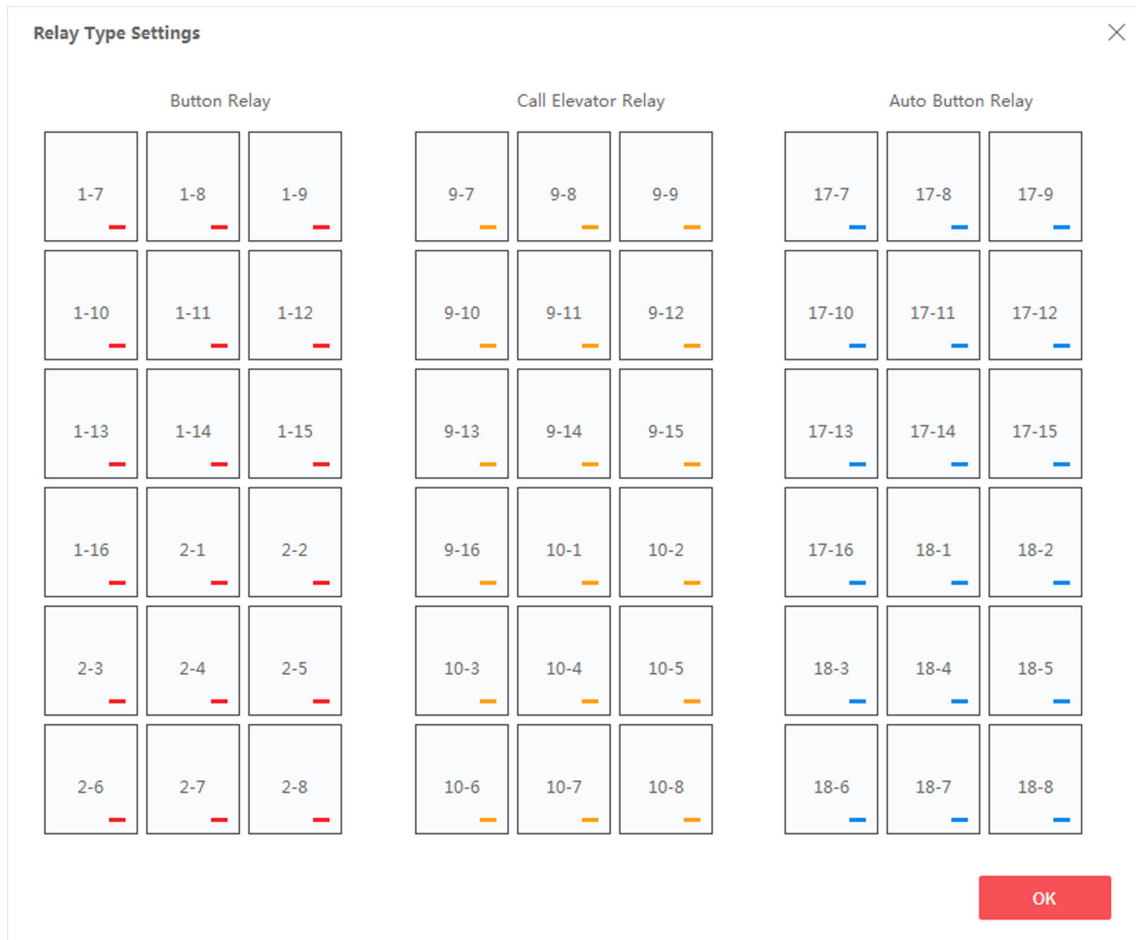 Relay Type Settings
Button Relay Call Elevator Relay Auto Button Relay
1-7 1-8 1-9 9-7 9-8 9-9 17-7 17-8 17-9
1-10 1-11 1-12 9-10 9-11 9-12 17-10 17-11 17-12
1-13 1-14 1-15 9-13 9-14 9-15 17-13 17-14 17-15
1-16 2-1 2-2 9-16 10-1 10-2 17-16 18-1 18-2
2-3 2-4 2-5 10-3 10-4 10-5 18-3 18-4 18-5
2-6 2-7 2-8 10-6 10-7 10-8 18-6 18-7 18-8
OK